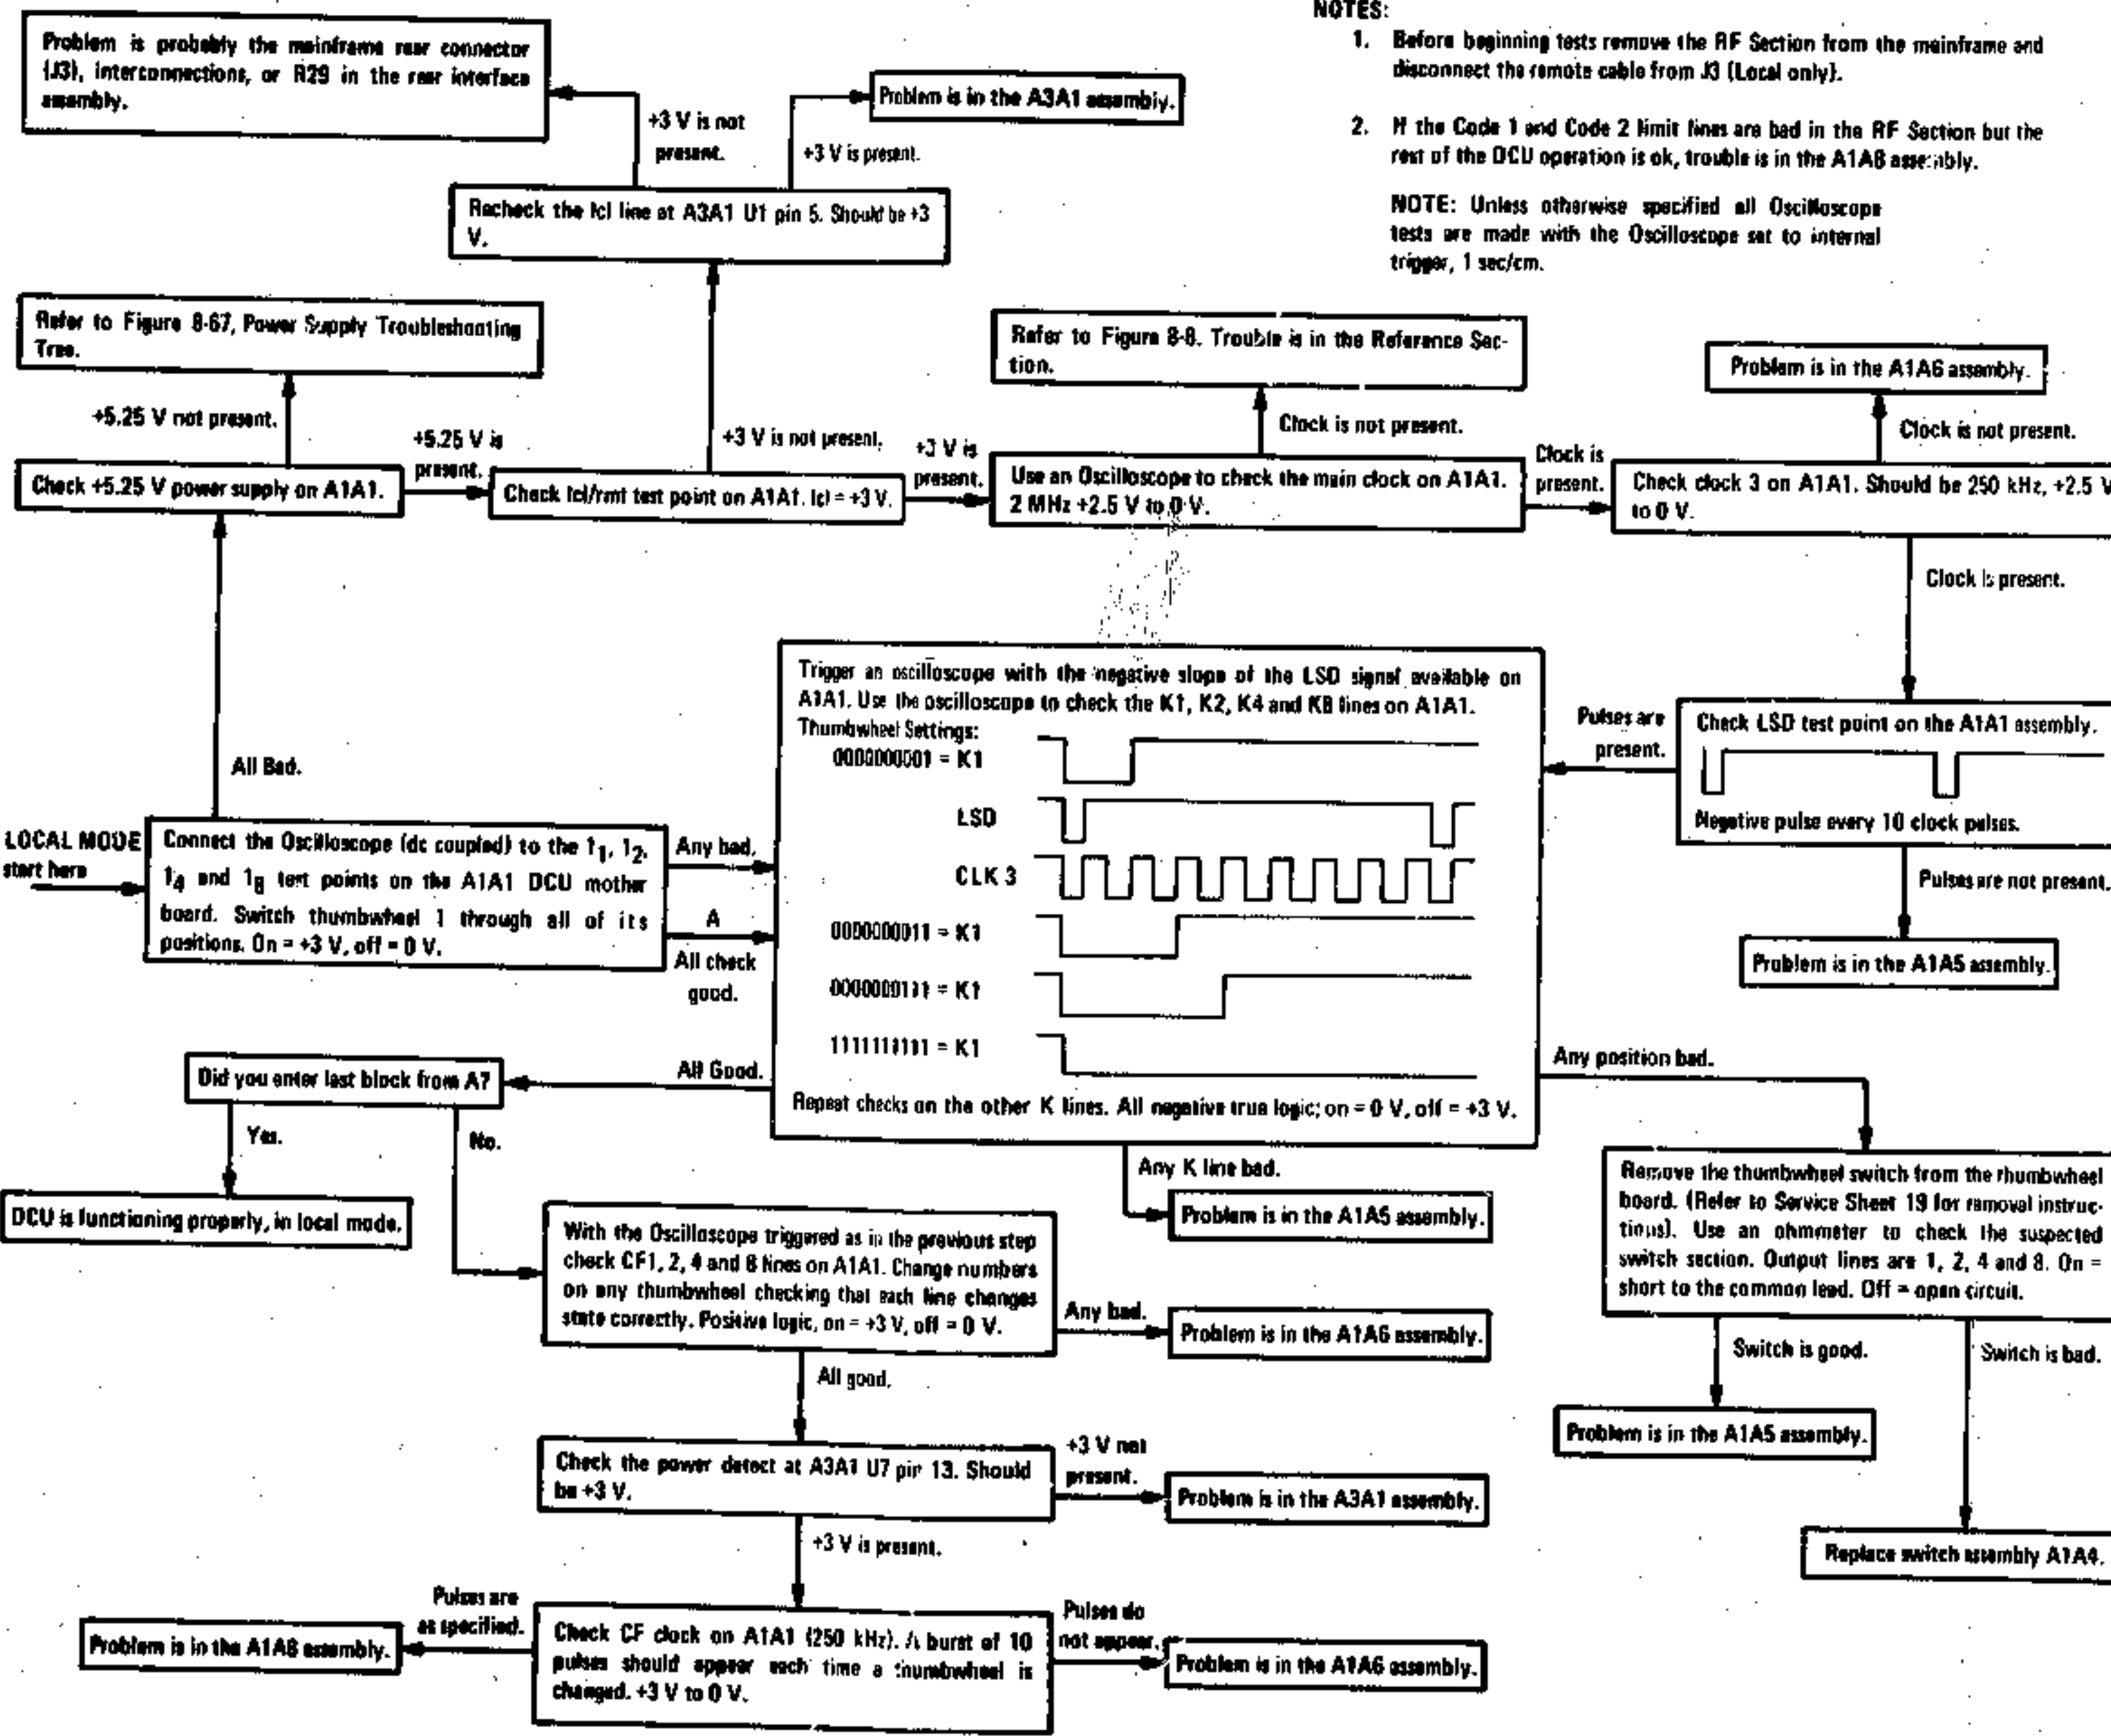 NOTES:
1. Before beginning tests remove the RF Section from the mainframe and
disconnect the remote cable from J3 (Local only).
2. If the Code 1 and Code 2 limit lines are bad in the RF Section but the
rest of the DCU operation is ok, trouble is in the A1A8 assembly.
NOTE: Unless otherwise specified all Oscilloscope
tests are made with the Oscilloscope set to internal
trigger, 1 sec/cm.
Problem is probably the mainframe rear connector
(J3), interconnections, or R29 in the rear interface
assembly.
+3 V is not
present.
Problem is in the A3A1 assembly.
+3 V is present.
Recheck the lcl line at A3A1 U1 pin 5. Should be +3
V.
Refer to Figure 8-67, Power Supply Troubleshooting
Tree.
+5.25 V not present.
+3 V is not present.
Refer to Figure 8-8. Trouble is in the Reference Sec-
tion.
Clock is not present.
Problem is in the A1A6 assembly.
Clock is not present.
Check +5.25 V power supply on A1A1.
+5.25 V is
present.
Check lcl/rmt test point on A1A1. lcl = +3 V.
+3 V is
present.
Use an Oscilloscope to check the main clock on A1A1.
2 MHz +2.5 V to 0 V.
Clock is
present.
Check clock 3 on A1A1. Should be 250 kHz, +2.5 V
to 0 V.
Clock is present.
All Bad.
LOCAL MODE
start here
Connect the Oscilloscope (dc coupled) to the 1₁, 1₂,
1₄ and 1₈ test points on the A1A1 DCU mother
board. Switch thumbwheel 1 through all of its
positions. On = +3 V, off = 0 V.
Any bad.
A
All check
good.
Trigger an oscilloscope with the negative slope of the LSD signal available on
A1A1. Use the oscilloscope to check the K1, K2, K4 and K8 lines on A1A1.
Thumbwheel Settings:
0000000001 = K1
LSD
CLK 3
0000000011 = K1
0000000111 = K1
1111111111 = K1
Repeat checks on the other K lines. All negative true logic; on = 0 V, off = +3 V.
Pulses are
present.
Check LSD test point on the A1A1 assembly.
Negative pulse every 10 clock pulses.
Pulses are not present.
Problem is in the A1A5 assembly.
All Good.
Did you enter last block from A?
Yes.
No.
DCU is functioning properly, in local mode.
Any K line bad.
Problem is in the A1A5 assembly.
Any position bad.
Remove the thumbwheel switch from the thumbwheel
board. (Refer to Service Sheet 19 for removal instruc-
tions). Use an ohmmeter to check the suspected
switch section. Output lines are 1, 2, 4 and 8. On =
short to the common lead. Off = open circuit.
Switch is good.
Switch is bad.
Problem is in the A1A5 assembly.
Replace switch assembly A1A4.
With the Oscilloscope triggered as in the previous step
check CF1, 2, 4 and 8 lines on A1A1. Change numbers
on any thumbwheel checking that each line changes
state correctly. Positive logic, on = +3 V, off = 0 V.
Any bad.
Problem is in the A1A6 assembly.
All good.
Check the power detect at A3A1 U7 pin 13. Should
be +3 V.
+3 V not
present.
Problem is in the A3A1 assembly.
+3 V is present.
Pulses are
as specified.
Problem is in the A1A8 assembly.
Check CF clock on A1A1 (250 kHz). A burst of 10
pulses should appear each time a thumbwheel is
changed. +3 V to 0 V.
Pulses do
not appear.
Problem is in the A1A6 assembly.